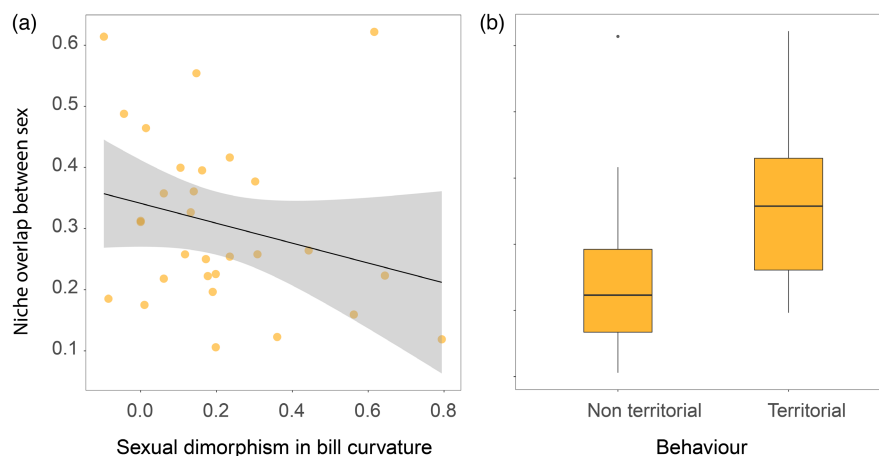 (a)
Niche overlap between sex
0.6
0.5
0.4
0.3
0.2
0.1
0.0 0.2 0.4 0.6 0.8
Sexual dimorphism in bill curvature
(b)
Non territorial Territorial
Behaviour